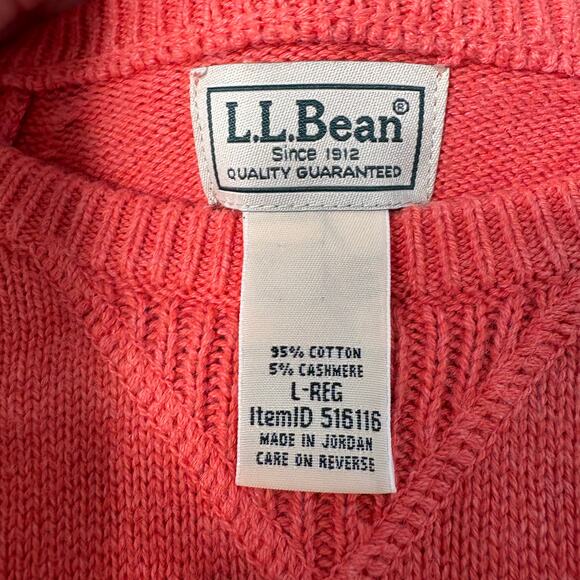 L.L.Bean®
Since 1912
QUALITY GUARANTEED
95% COTTON
5% CASHMERE
L-REG
ItemID 516116
MADE IN JORDAN
CARE ON REVERSE